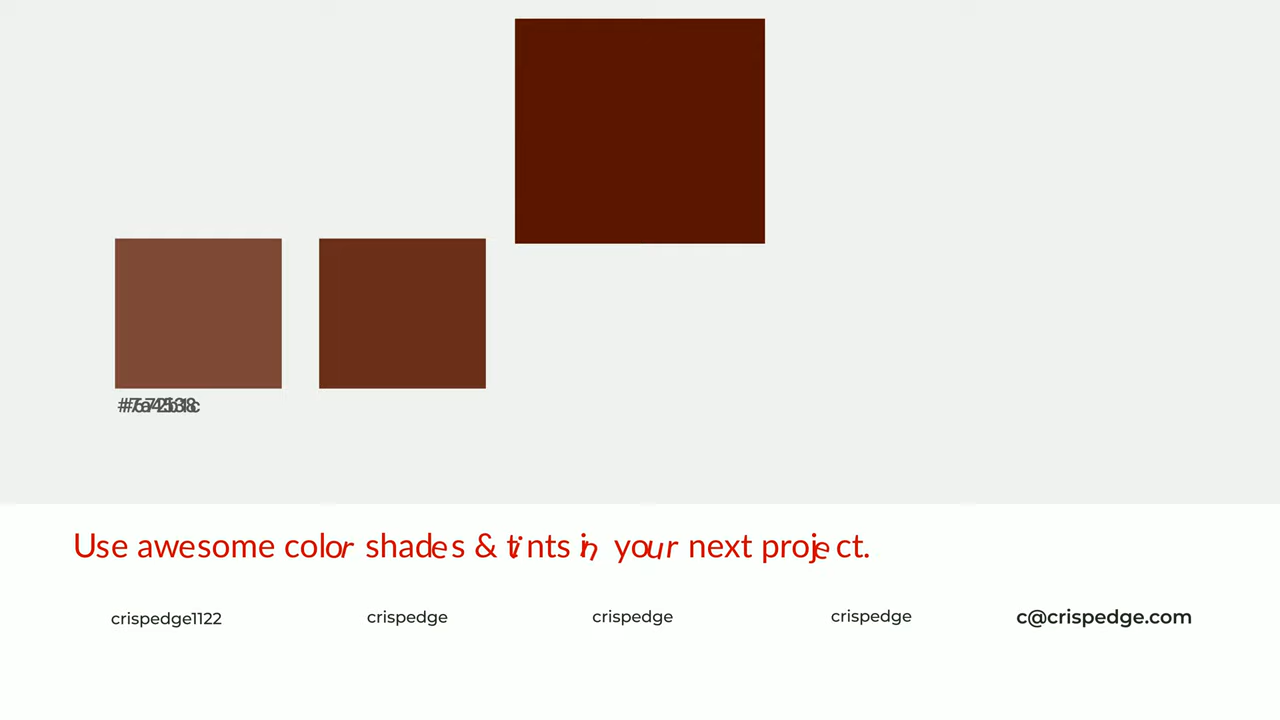 Use awesome color shades & tints in your next project.
crispedge1122 crispedge crispedge crispedge c@crispedge.com